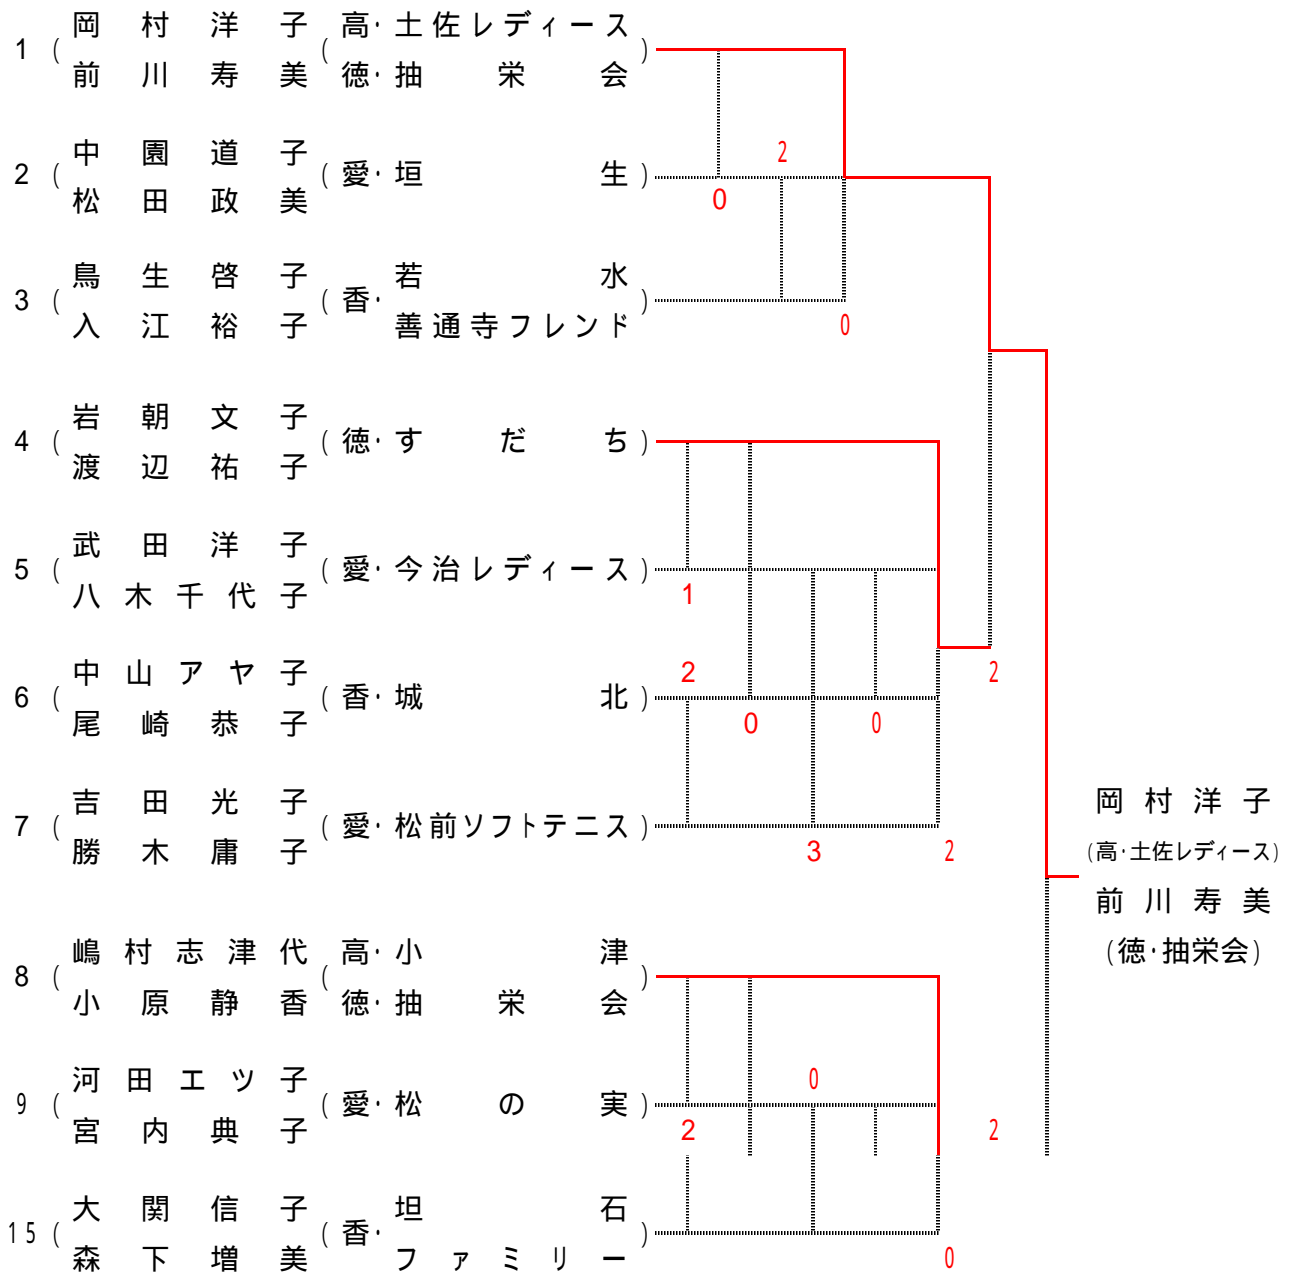 岡村洋子 高・土佐レディース
1 ( ( )
前川寿美 徳・抽栄会
中園道子
2 ( (愛・垣生)
松田政美
2
0
鳥生啓子 若水
3 ( (香・ )
入江裕子 善通寺フレンド
0
岩朝文子
4 ( (徳・すだち)
渡辺祐子
武田洋子
5 ( (愛・今治レディース)
八木千代子
1
中山アヤ子
6 ( (香・城北)
尾崎恭子
2
2
0 0
吉田光子
7 ( (愛・松前ソフトテニス)
勝木庸子
3 2
岡村洋子
(高・土佐レディース)
前川寿美
(徳・抽栄会)
嶋村志津代 高・小津
8 ( ( )
小原静香 徳・抽栄会
河田エツ子
9 ( (愛・松の実)
宮内典子
0
2 2
大関信子 坦石
15 ( (香・ )
森下増美 ファミリー
0